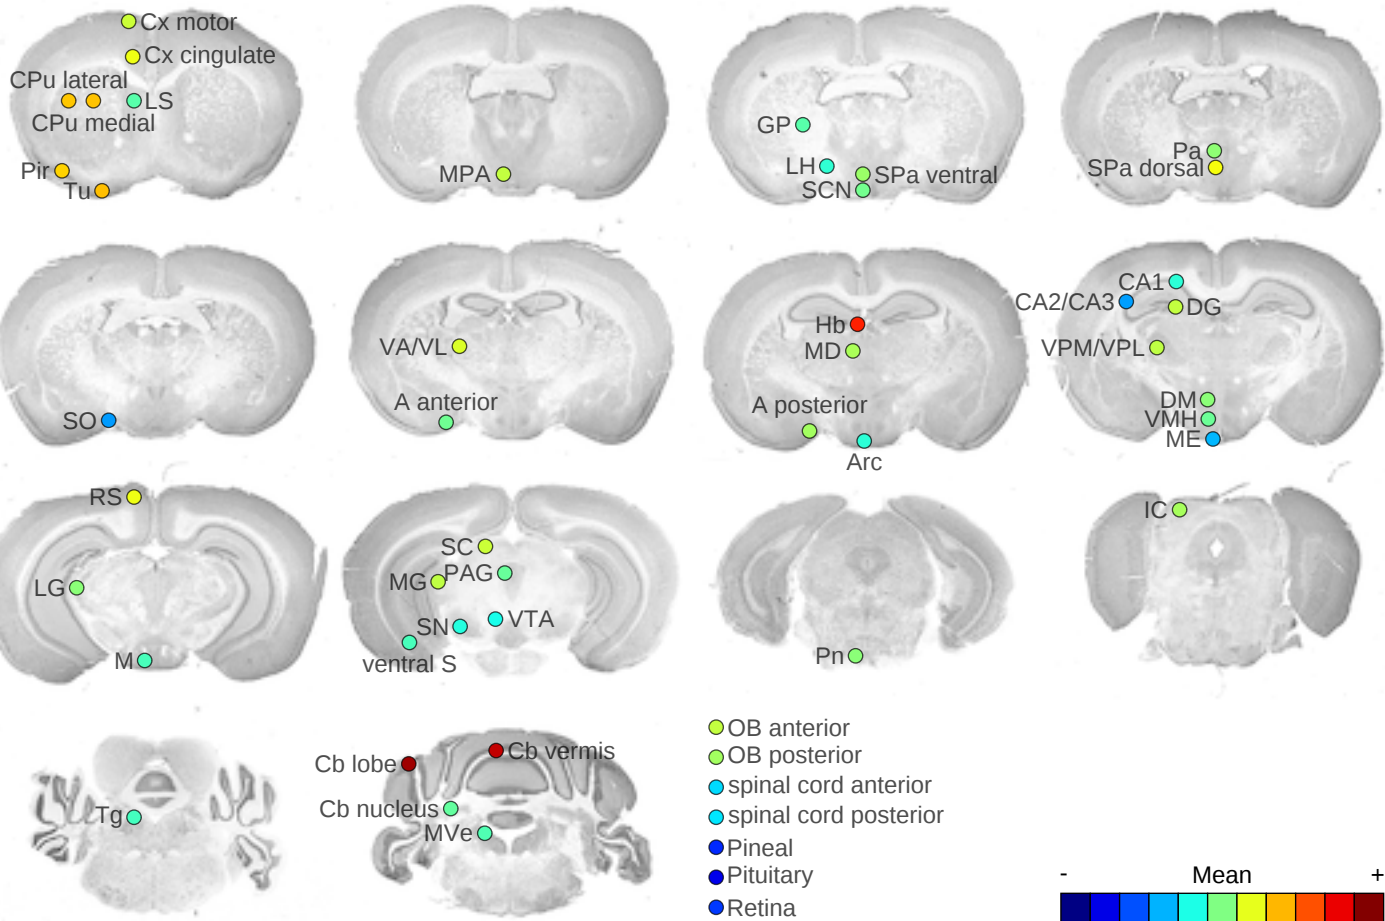 Cx motor
Cx cingulate
CPu lateral
LS
CPu medial
Pir
Tu
MPA
GP
LH
SPa ventral
SCN
Pa
SPa dorsal
SO
VA/VL
A anterior
Hb
MD
A posterior
Arc
CA1
CA2/CA3
DG
VPM/VPL
DM
VMH
ME
RS
LG
M
SC
MG
PAG
SN
VTA
ventral S
Pn
IC
Tg
Cb lobe
Cb vermis
Cb nucleus
MVe
OB anterior
OB posterior
spinal cord anterior
spinal cord posterior
Pineal
Pituitary
Retina
- Mean +